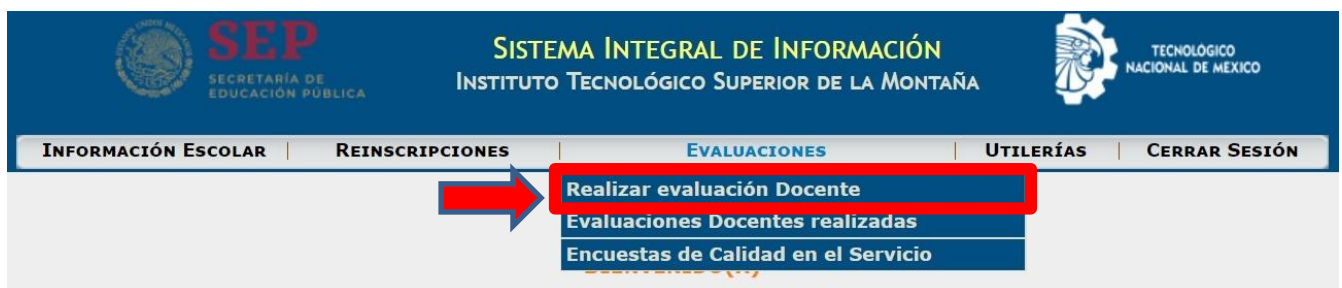 SEP
SECRETARÍA DE
EDUCACIÓN PÚBLICA
SISTEMA INTEGRAL DE INFORMACIÓN
INSTITUTO TECNOLÓGICO SUPERIOR DE LA MONTAÑA
TECNOLÓGICO
NACIONAL DE MÉXICO
INFORMACIÓN ESCOLAR | REINSCRIPCIONES | EVALUACIONES | UTILERÍAS | CERRAR SESIÓN
Realizar evaluación Docente
Evaluaciones Docentes realizadas
Encuestas de Calidad en el Servicio